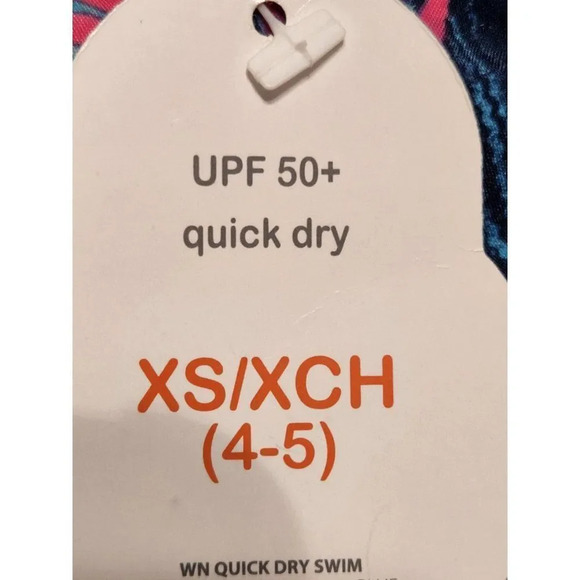 UPF 50+
quick dry
XS/XCH
(4-5)
WN QUICK DRY SWIM